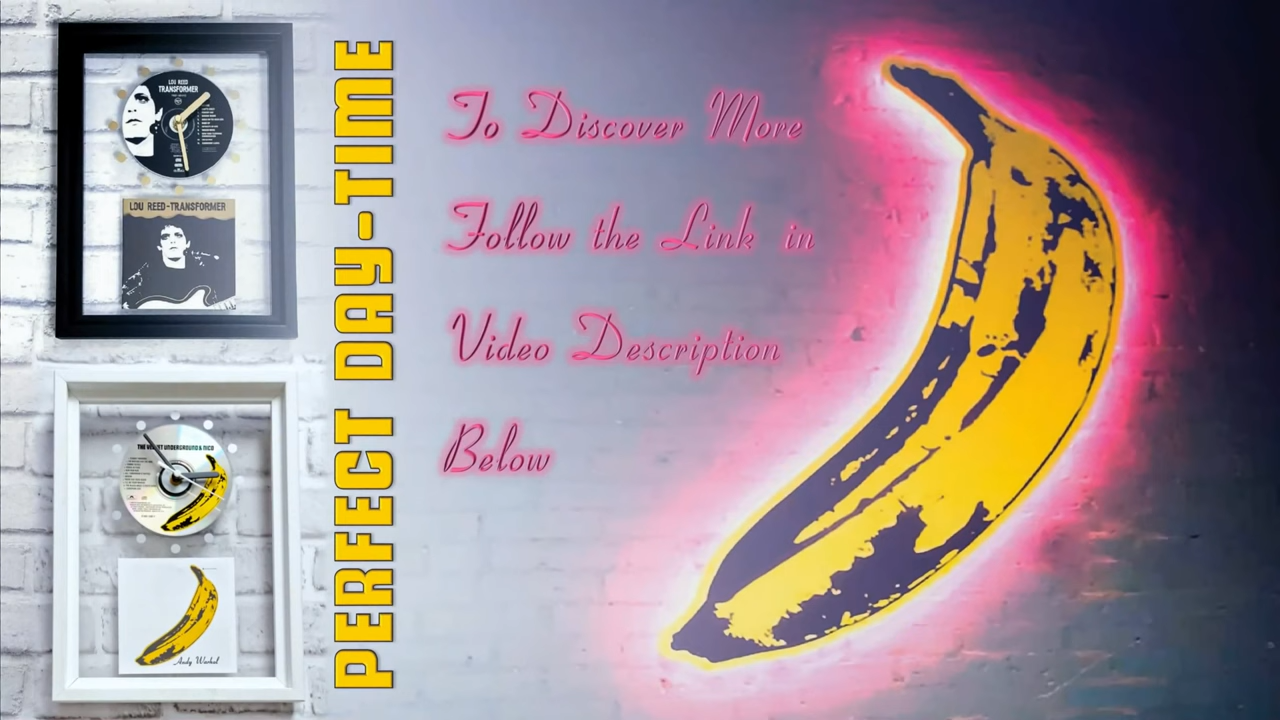 LOU REED
TRANSFORMER
LOU REED-TRANSFORMER
THE VELVET UNDERGROUND & NICO
Andy Warhol
PERFECT DAY-TIME
To Discover More
Follow the Link in
Video Description
Below